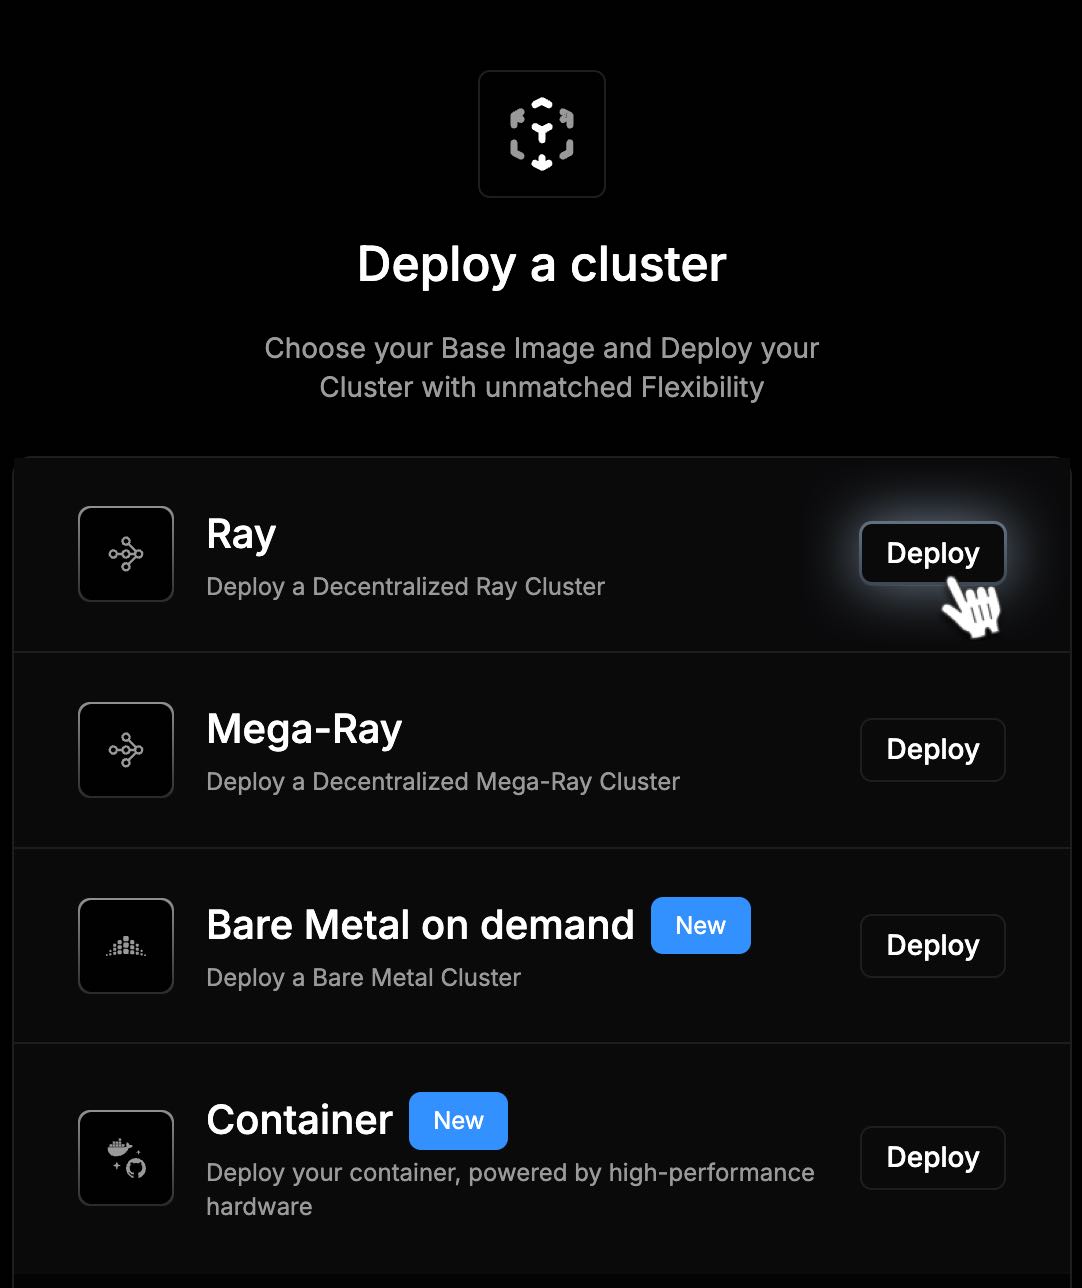 Deploy a cluster
Choose your Base Image and Deploy your
Cluster with unmatched Flexibility
Ray
Deploy a Decentralized Ray Cluster
Deploy
Mega-Ray
Deploy a Decentralized Mega-Ray Cluster
Deploy
Bare Metal on demand New
Deploy a Bare Metal Cluster
Deploy
Container New
Deploy your container, powered by high-performance
hardware
Deploy